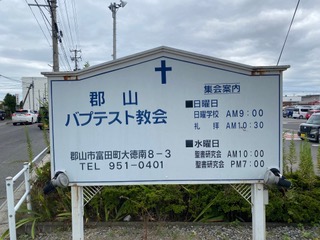 郡山
バプテスト教会
郡山市富田町大徳南8-3
TEL 951-0401
集会案内
■日曜日
日曜学校 AM9:00
礼拝 AM10:30
■水曜日
聖書研究会 AM10:00
聖書研究会 PM7:00